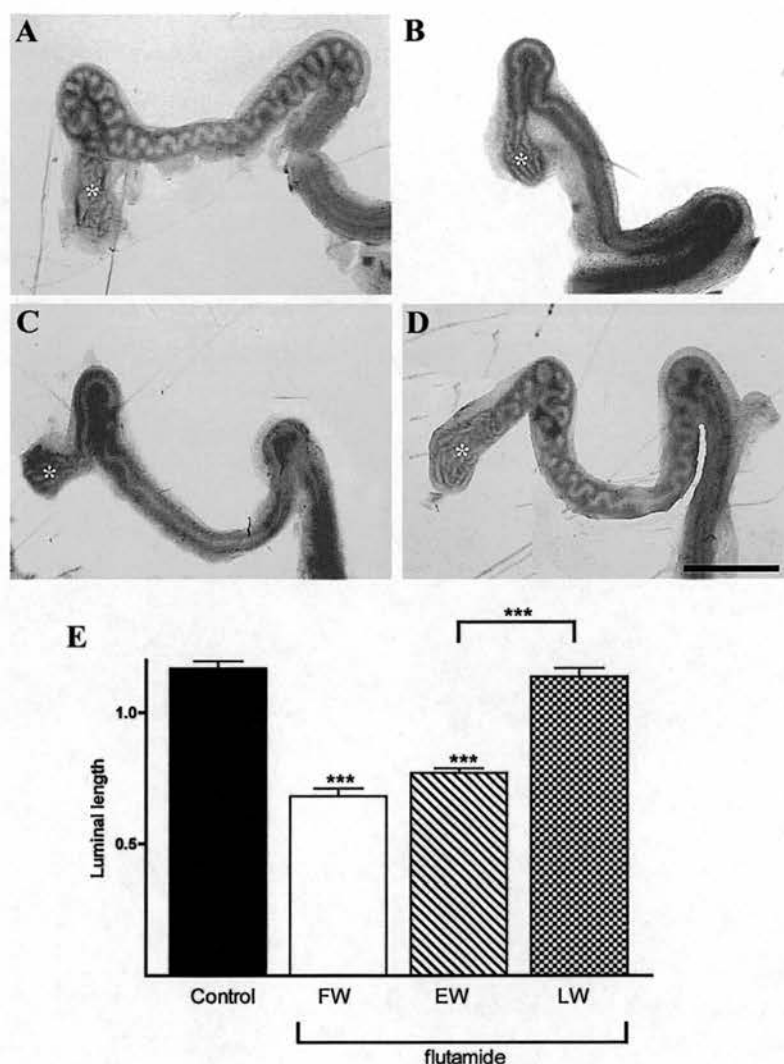 A
B
*
*
C
D
*
*
E
***
1.0
***
***
0.5
Luminal length
Control
FW
EW
LW
flutamide